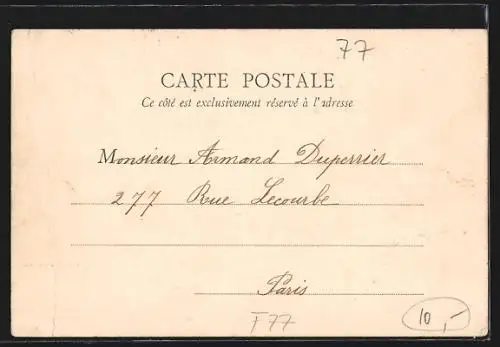 77
CARTE POSTALE
Ce côté est exclusivement réservé à l'adresse
Monsieur Armand Duperrier
277 Rue Lecourbe
Paris
F77
10,-